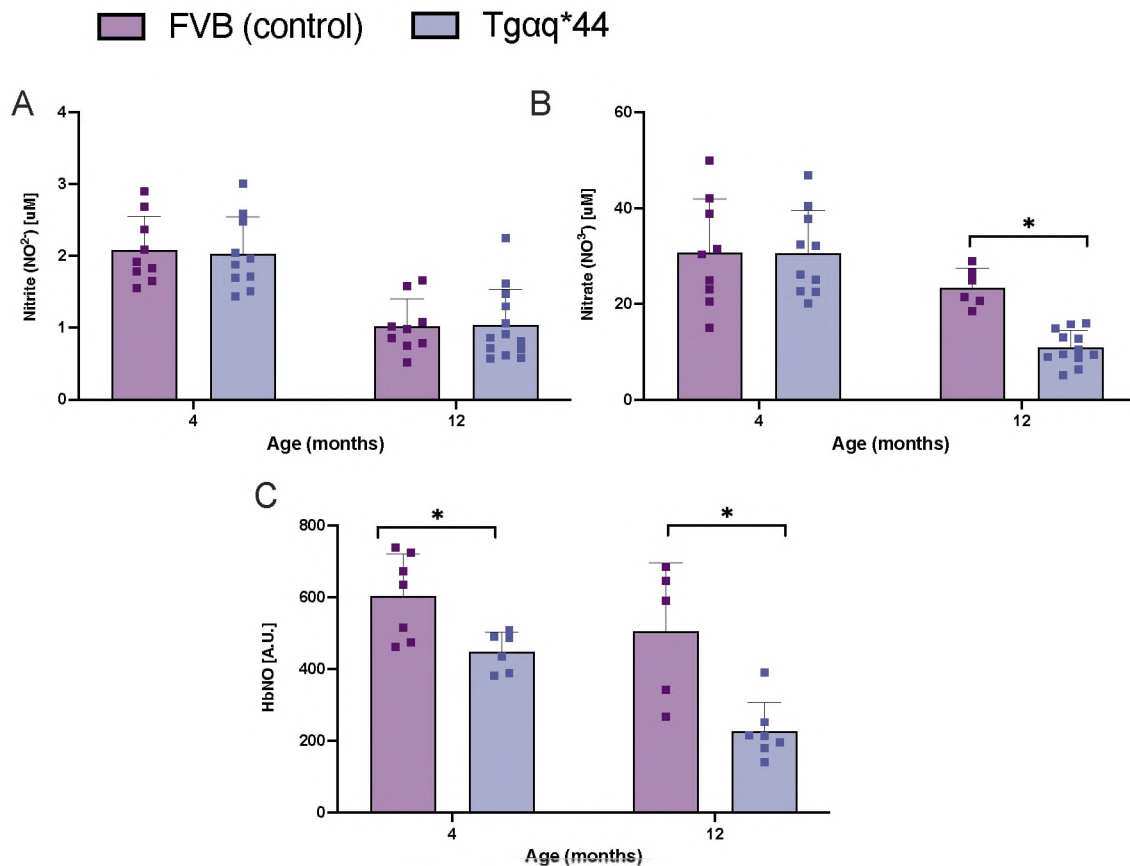 FVB (control) Tgαq*44
A
B
4
3
2
1
0
Nitrite (NO²⁻) [uM]
4 12
Age (months)
60
40
20
0
Nitrate (NO³⁻) [uM]
*
4 12
Age (months)
C
800
600
400
200
0
HbNO [A.U.]
* *
4 12
Age (months)